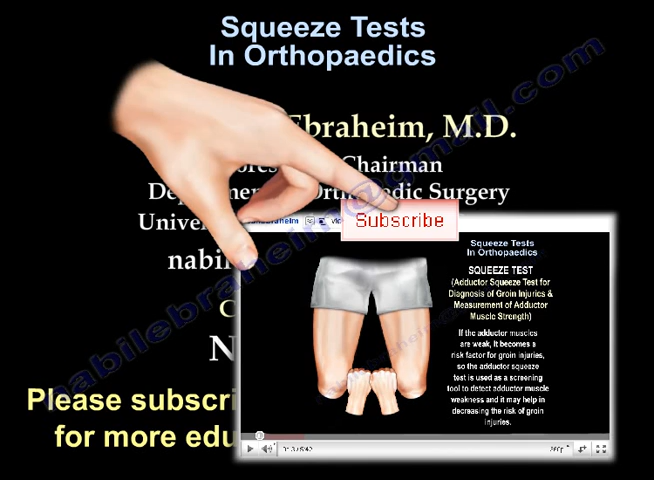 Squeeze Tests
In Orthopaedics
Ebraheim, M.D.
Chairman
Orthopaedic Surgery
nabilebraheim@gmail.com
Subscribe
Please subscri
for more edu
Squeeze Tests
In Orthopaedics
SQUEEZE TEST
(Adductor Squeeze Test for
Diagnosis of Groin Injuries &
Measurement of Adductor
Muscle Strength)
If the adductor muscles
are weak, it becomes a
risk factor for groin injuries,
so the adductor squeeze
test is used as a screening
tool to detect adductor muscle
weakness and it may help in
decreasing the risk of groin
injuries.